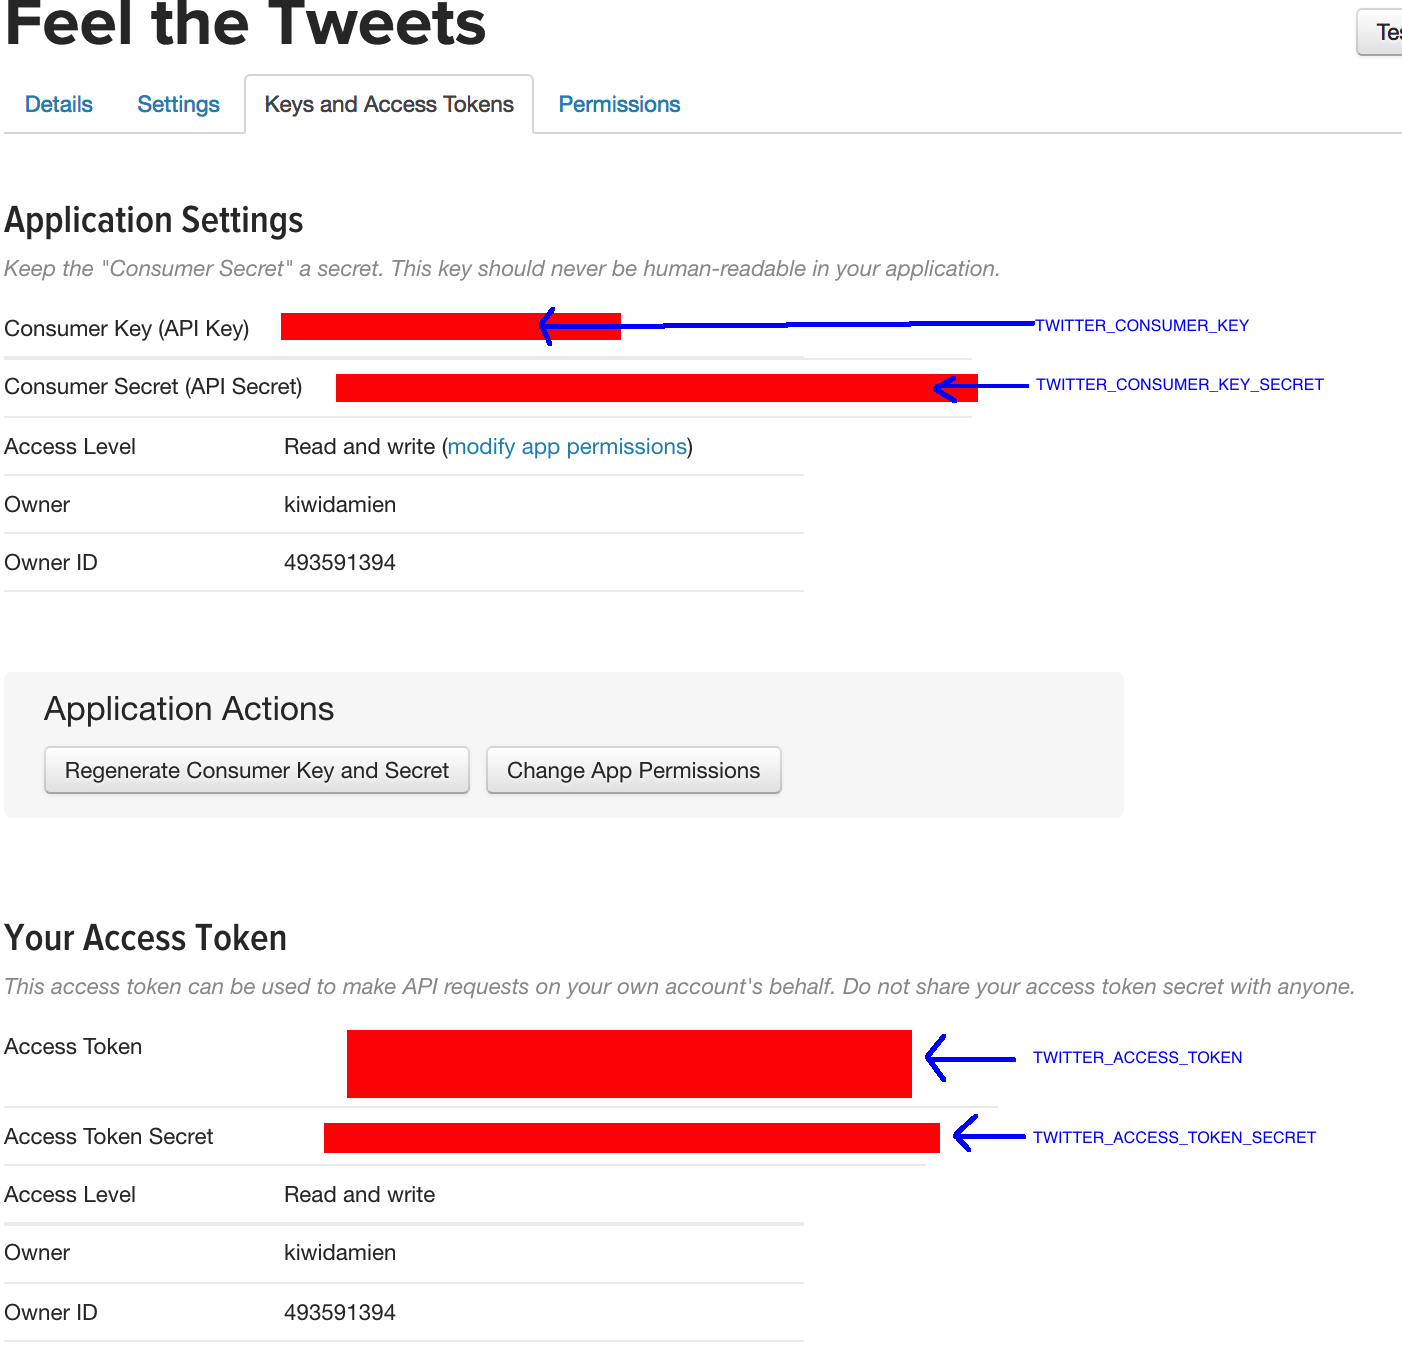 Feel the Tweets
Tes
Details Settings Keys and Access Tokens Permissions
Application Settings
Keep the "Consumer Secret" a secret. This key should never be human-readable in your application.
Consumer Key (API Key) TWITTER_CONSUMER_KEY
Consumer Secret (API Secret) TWITTER_CONSUMER_KEY_SECRET
Access Level Read and write (modify app permissions)
Owner kiwidamien
Owner ID 493591394
Application Actions
Regenerate Consumer Key and Secret Change App Permissions
Your Access Token
This access token can be used to make API requests on your own account's behalf. Do not share your access token secret with anyone.
Access Token TWITTER_ACCESS_TOKEN
Access Token Secret TWITTER_ACCESS_TOKEN_SECRET
Access Level Read and write
Owner kiwidamien
Owner ID 493591394